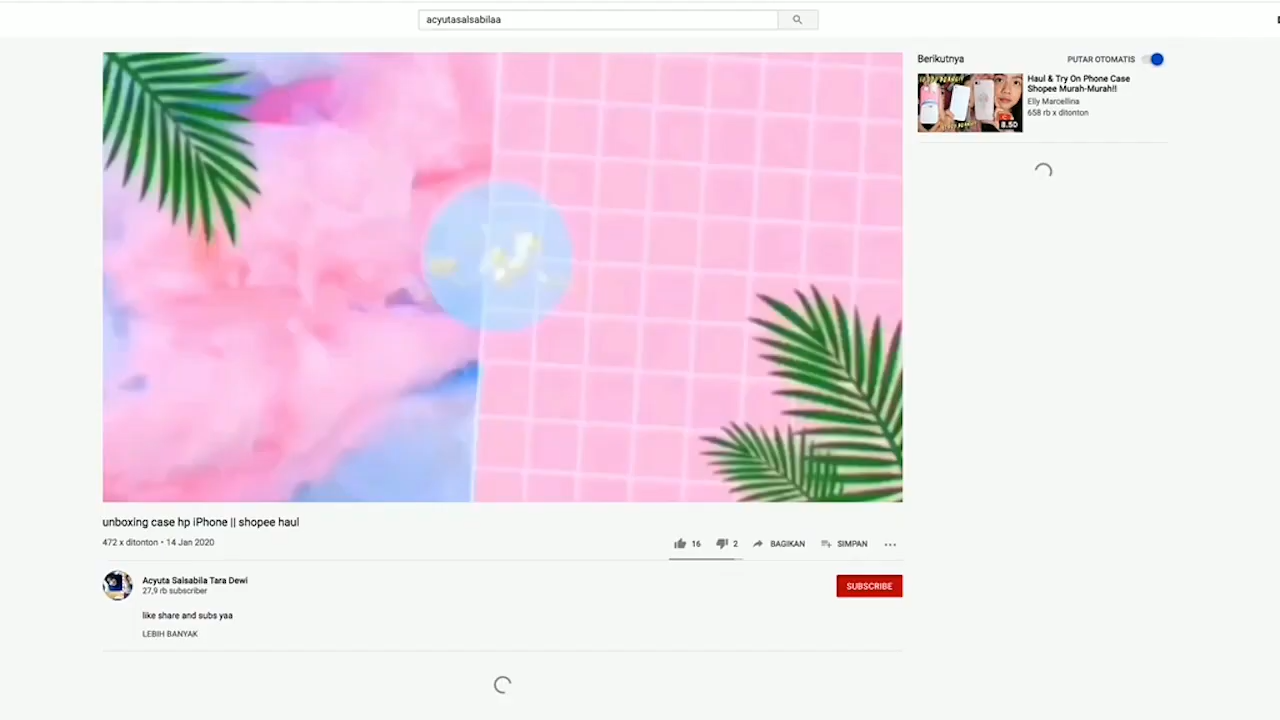 acyutasalsabilaa
Berikutnya
PUTAR OTOMATIS
Haul & Try On Phone Case
Shopee Murah-Murah!!
Elly Marcellina
658 rb x ditonton
8.50
unboxing case hp iPhone || shopee haul
472 x ditonton • 14 Jan 2020
16
2
BAGIKAN
SIMPAN
Acyuta Salsabila Tara Dewi
27,9 rb subscriber
SUBSCRIBE
like share and subs yaa
LEBIH BANYAK